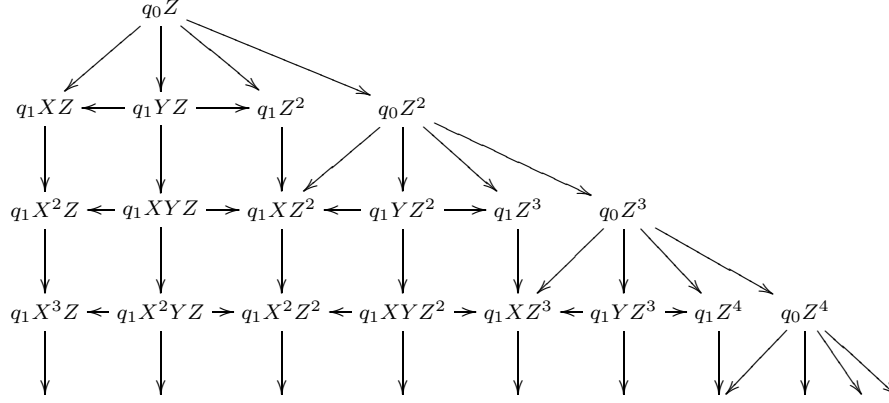 q₀Z
q₁XZ q₁YZ q₁Z² q₀Z²
q₁X²Z q₁XYZ q₁XZ² q₁YZ² q₁Z³ q₀Z³
q₁X³Z q₁X²YZ q₁X²Z² q₁XYZ² q₁XZ³ q₁YZ³ q₁Z⁴ q₀Z⁴